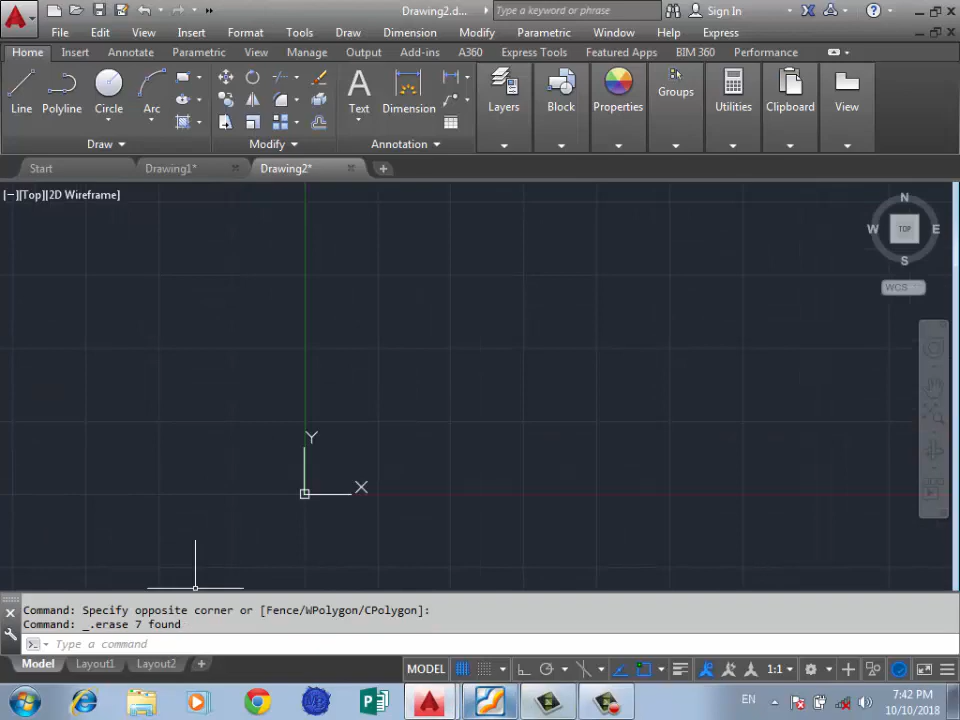 Drawing2.d...
Type a keyword or phrase
Sign In
File Edit View Insert Format Tools Draw Dimension Modify Parametric Window Help Express
Home Insert Annotate Parametric View Manage Output Add-ins A360 Express Tools Featured Apps BIM 360 Performance
Line Polyline Circle Arc
Text Dimension
Layers Block Properties Groups Utilities Clipboard View
Draw Modify Annotation
Start Drawing1* Drawing2*
[−][Top][2D Wireframe]
N
W TOP E
S
WCS
Y
X
Command: Specify opposite corner or [Fence/WPolygon/CPolygon]:
Command: _.erase 7 found
Type a command
Model Layout1 Layout2
MODEL
1:1
EN
7:42 PM
10/10/2018